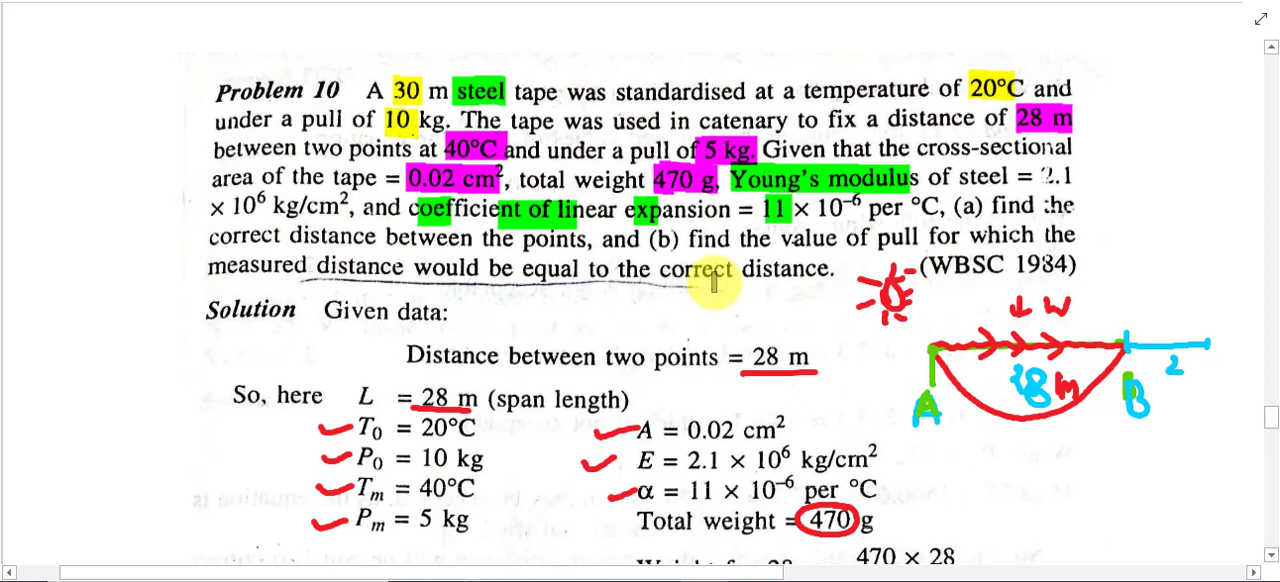 Problem 10 A 30 m steel tape was standardised at a temperature of 20°C and
under a pull of 10 kg. The tape was used in catenary to fix a distance of 28 m
between two points at 40°C and under a pull of 5 kg. Given that the cross-sectional
area of the tape = 0.02 cm², total weight 470 g, Young's modulus of steel = 2.1
× 10⁶ kg/cm², and coefficient of linear expansion = 11 × 10⁻⁶ per °C, (a) find the
correct distance between the points, and (b) find the value of pull for which the
measured distance would be equal to the correct distance. (WBSC 1984)
Solution Given data:
↓ W
Distance between two points = 28 m
2
28 m
A B
So, here L = 28 m (span length)
T₀ = 20°C A = 0.02 cm²
P₀ = 10 kg E = 2.1 × 10⁶ kg/cm²
Tₘ = 40°C α = 11 × 10⁻⁶ per °C
Pₘ = 5 kg Total weight = 470 g
470 × 28